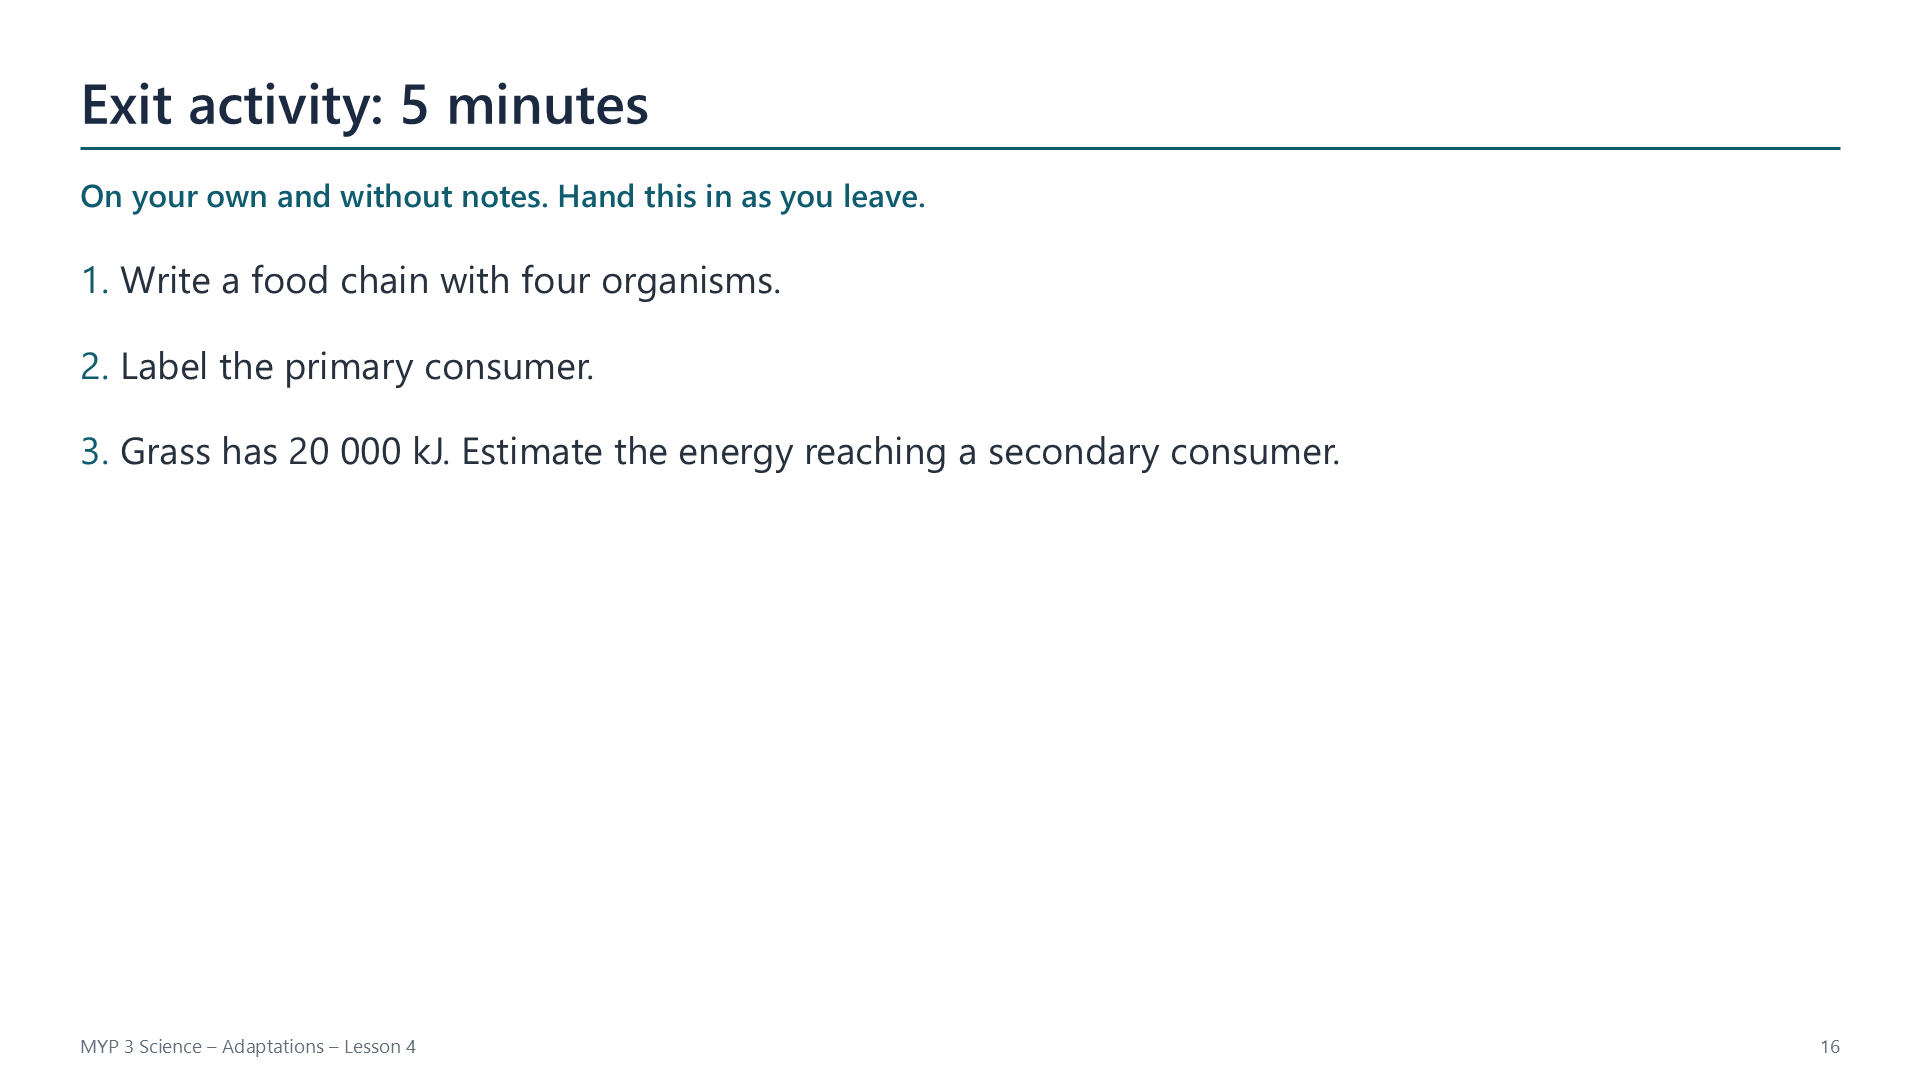 Exit activity: 5 minutes
On your own and without notes. Hand this in as you leave.
1. Write a food chain with four organisms.
2. Label the primary consumer.
3. Grass has 20 000 kJ. Estimate the energy reaching a secondary consumer.
MYP 3 Science – Adaptations – Lesson 4
16